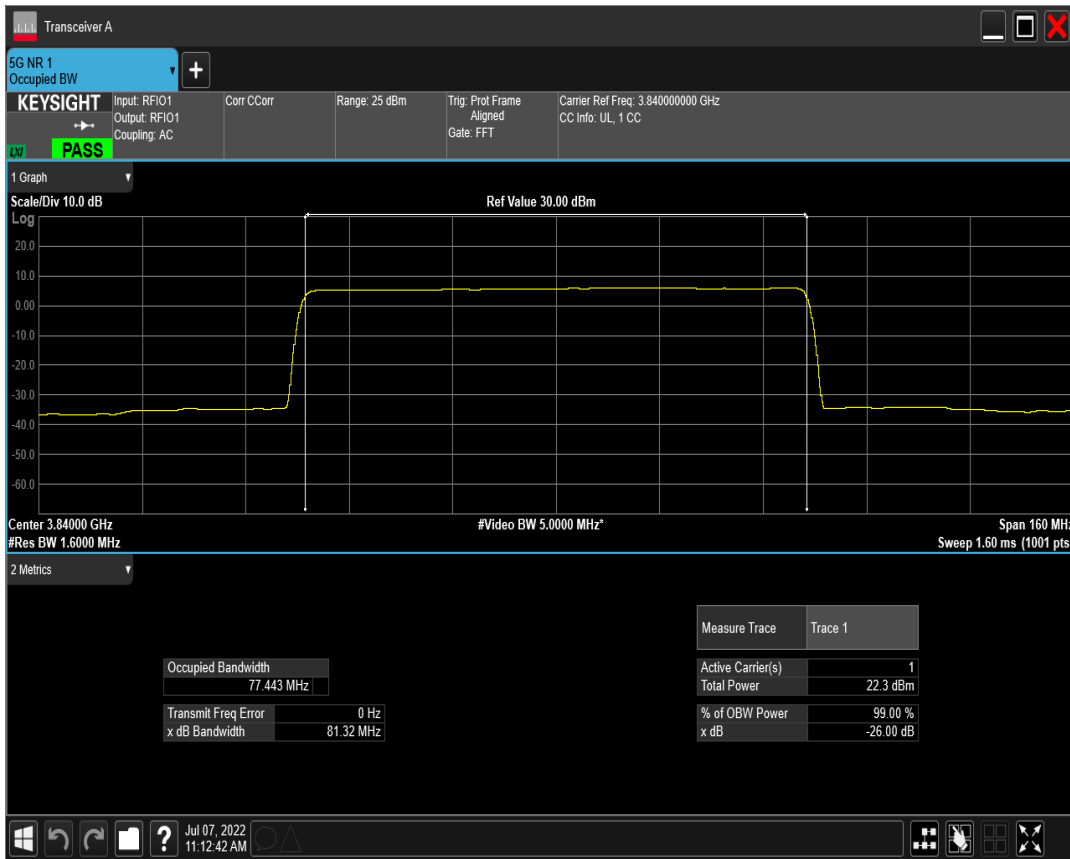 Transceiver A
5G NR 1
Occupied BW
+
KEYSIGHT
LXI
PASS
Input: RFIO1
Output: RFIO1
Coupling: AC
Corr CCorr
Range: 25 dBm
Trig: Prot Frame
Aligned
Gate: FFT
Carrier Ref Freq: 3.840000000 GHz
CC Info: UL, 1 CC
1 Graph
Scale/Div 10.0 dB
Ref Value 30.00 dBm
Log
20.0
10.0
0.00
-10.0
-20.0
-30.0
-40.0
-50.0
-60.0
Center 3.84000 GHz
#Video BW 5.0000 MHz*
Span 160 MHz
#Res BW 1.6000 MHz
Sweep 1.60 ms (1001 pts
2 Metrics
Measure Trace Trace 1
Occupied Bandwidth
77.443 MHz
Active Carrier(s) 1
Total Power 22.3 dBm
Transmit Freq Error 0 Hz
x dB Bandwidth 81.32 MHz
% of OBW Power 99.00 %
x dB -26.00 dB
?
Jul 07, 2022
11:12:42 AM